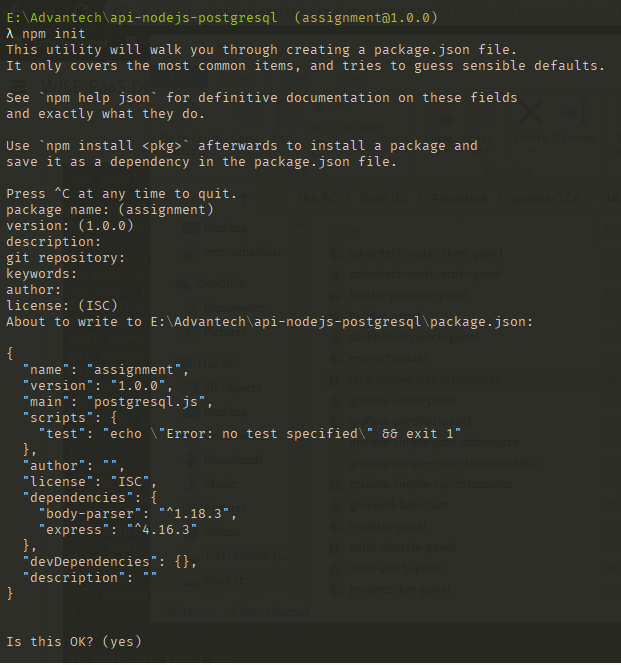 E:\Advantech\api-nodejs-postgresql (assignment@1.0.0)
λ npm init
This utility will walk you through creating a package.json file.
It only covers the most common items, and tries to guess sensible defaults.
See `npm help json` for definitive documentation on these fields
and exactly what they do.
Use `npm install <pkg>` afterwards to install a package and
save it as a dependency in the package.json file.
Press ^C at any time to quit.
package name: (assignment)
version: (1.0.0)
description:
git repository:
keywords:
author:
license: (ISC)
About to write to E:\Advantech\api-nodejs-postgresql\package.json:
{
  "name": "assignment",
  "version": "1.0.0",
  "main": "postgresql.js",
  "scripts": {
    "test": "echo \"Error: no test specified\" && exit 1"
  },
  "author": "",
  "license": "ISC",
  "dependencies": {
    "body-parser": "^1.18.3",
    "express": "^4.16.3"
  },
  "devDependencies": {},
  "description": ""
}
Is this OK? (yes)